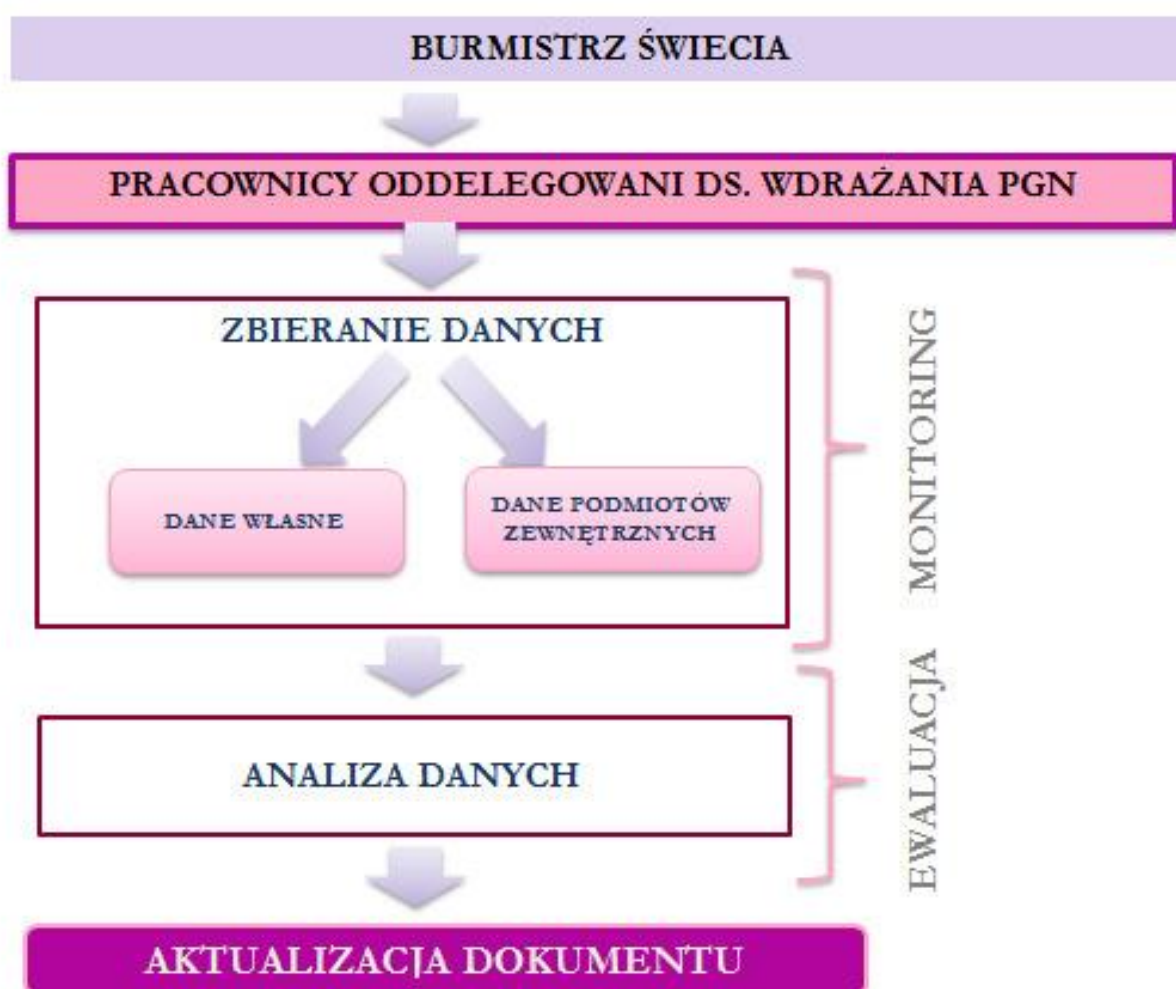 BURMISTRZ ŚWIECIA
PRACOWNICY ODDELEGOWANI DS. WDRAŻANIA PGN
ZBIERANIE DANYCH
DANE WŁASNE
DANE PODMIOTÓW
ZEWNĘTRZNYCH
MONITORING
ANALIZA DANYCH
EWALUACJA
AKTUALIZACJA DOKUMENTU